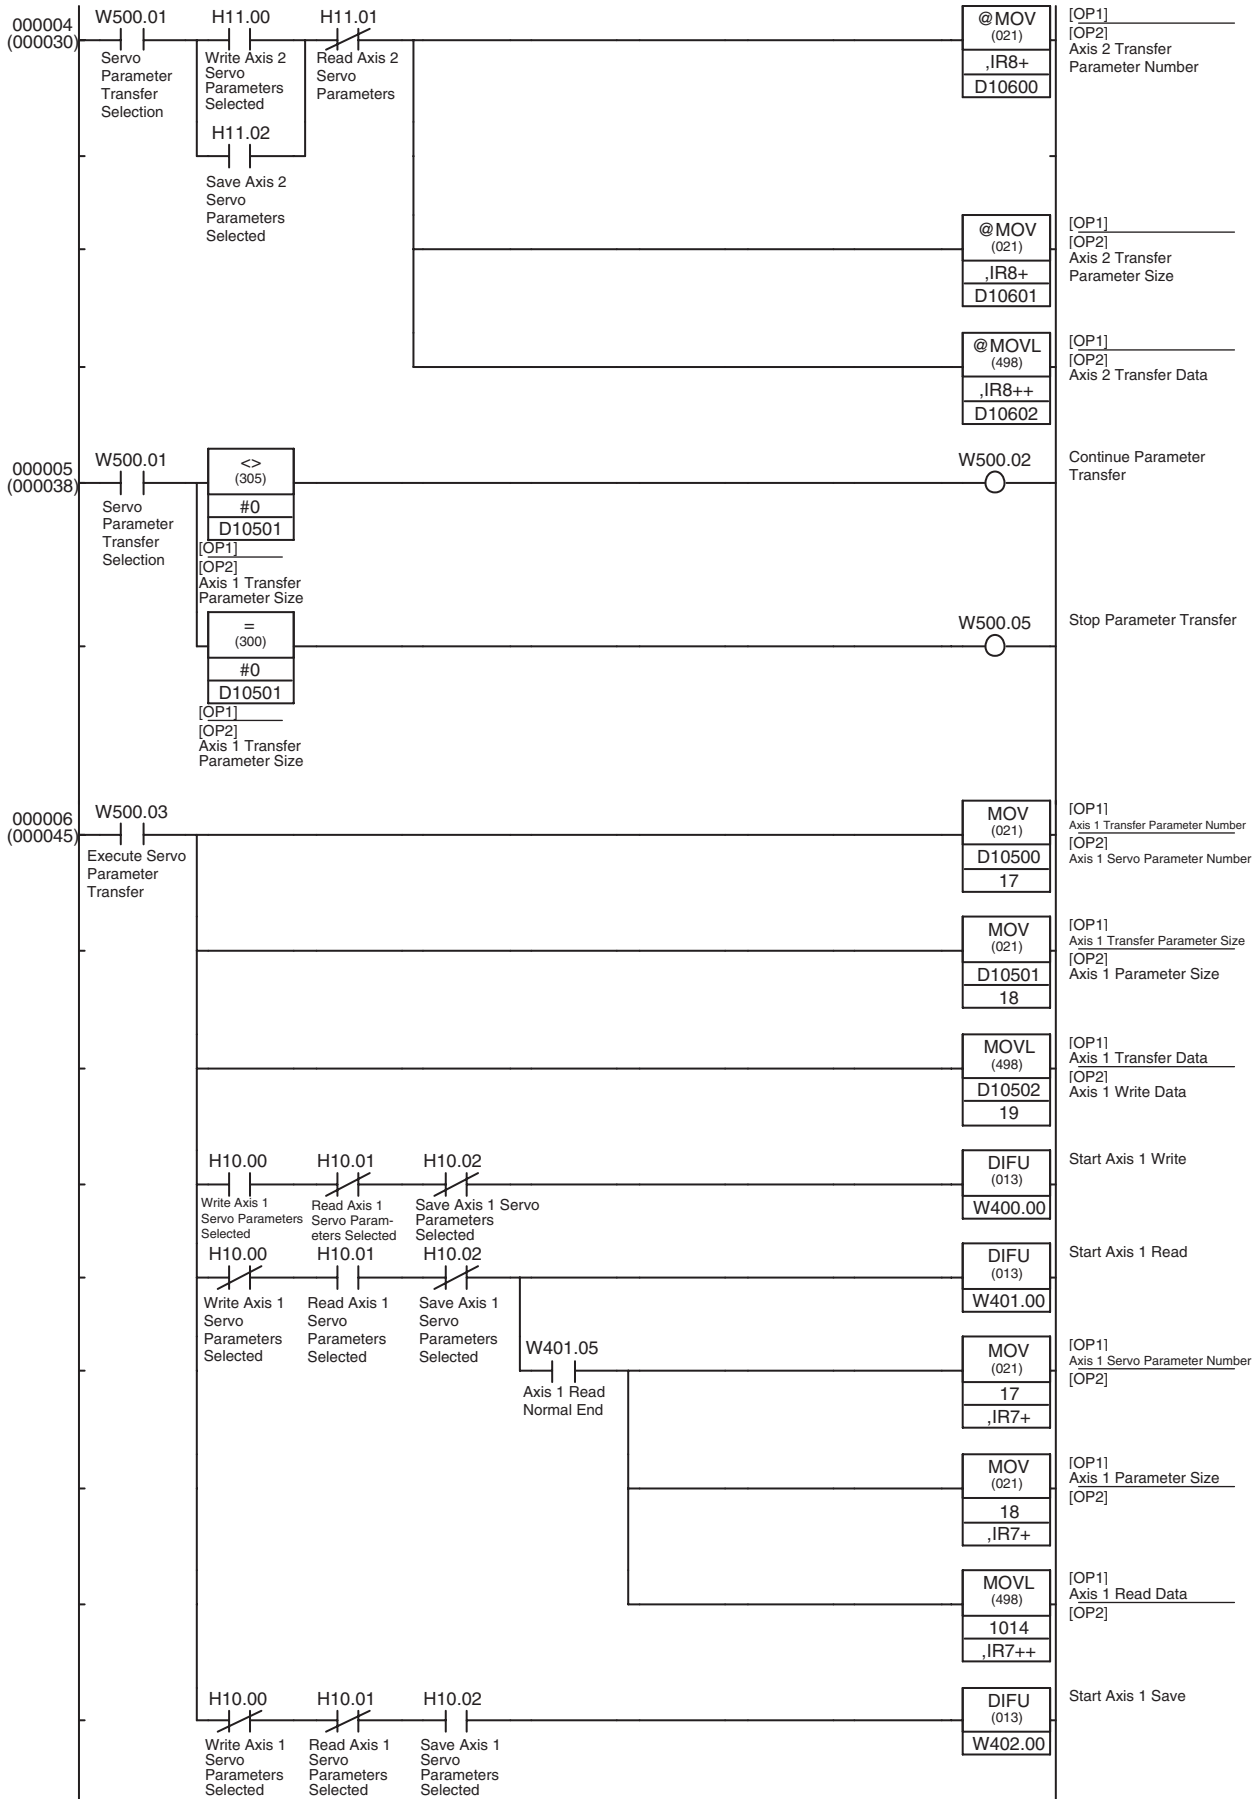 000004
(000030)
W500.01
Servo
Parameter
Transfer
Selection
H11.00
Write Axis 2
Servo
Parameters
Selected
H11.01
Read Axis 2
Servo
Parameters
H11.02
Save Axis 2
Servo
Parameters
Selected
@MOV
(021)
,IR8+
D10600
[OP1]
[OP2]
Axis 2 Transfer
Parameter Number
@MOV
(021)
,IR8+
D10601
[OP1]
[OP2]
Axis 2 Transfer
Parameter Size
@MOVL
(498)
,IR8++
D10602
[OP1]
[OP2]
Axis 2 Transfer Data
000005
(000038)
W500.01
Servo
Parameter
Transfer
Selection
<>
(305)
#0
D10501
[OP1]
[OP2]
Axis 1 Transfer
Parameter Size
W500.02
Continue Parameter
Transfer
=
(300)
#0
D10501
[OP1]
[OP2]
Axis 1 Transfer
Parameter Size
W500.05
Stop Parameter Transfer
000006
(000045)
W500.03
Execute Servo
Parameter
Transfer
MOV
(021)
D10500
17
[OP1]
Axis 1 Transfer Parameter Number
[OP2]
Axis 1 Servo Parameter Number
MOV
(021)
D10501
18
[OP1]
Axis 1 Transfer Parameter Size
[OP2]
Axis 1 Parameter Size
MOVL
(498)
D10502
19
[OP1]
Axis 1 Transfer Data
[OP2]
Axis 1 Write Data
H10.00
Write Axis 1
Servo Parameters
Selected
H10.01
Read Axis 1
Servo Param-
eters Selected
H10.02
Save Axis 1 Servo
Parameters
Selected
DIFU
(013)
W400.00
Start Axis 1 Write
H10.00
Write Axis 1
Servo
Parameters
Selected
H10.01
Read Axis 1
Servo
Parameters
Selected
H10.02
Save Axis 1
Servo
Parameters
Selected
DIFU
(013)
W401.00
Start Axis 1 Read
W401.05
Axis 1 Read
Normal End
MOV
(021)
17
,IR7+
[OP1]
Axis 1 Servo Parameter Number
[OP2]
MOV
(021)
18
,IR7+
[OP1]
Axis 1 Parameter Size
[OP2]
MOVL
(498)
1014
,IR7++
[OP1]
Axis 1 Read Data
[OP2]
H10.00
Write Axis 1
Servo
Parameters
Selected
H10.01
Read Axis 1
Servo
Parameters
Selected
H10.02
Save Axis 1
Servo
Parameters
Selected
DIFU
(013)
W402.00
Start Axis 1 Save